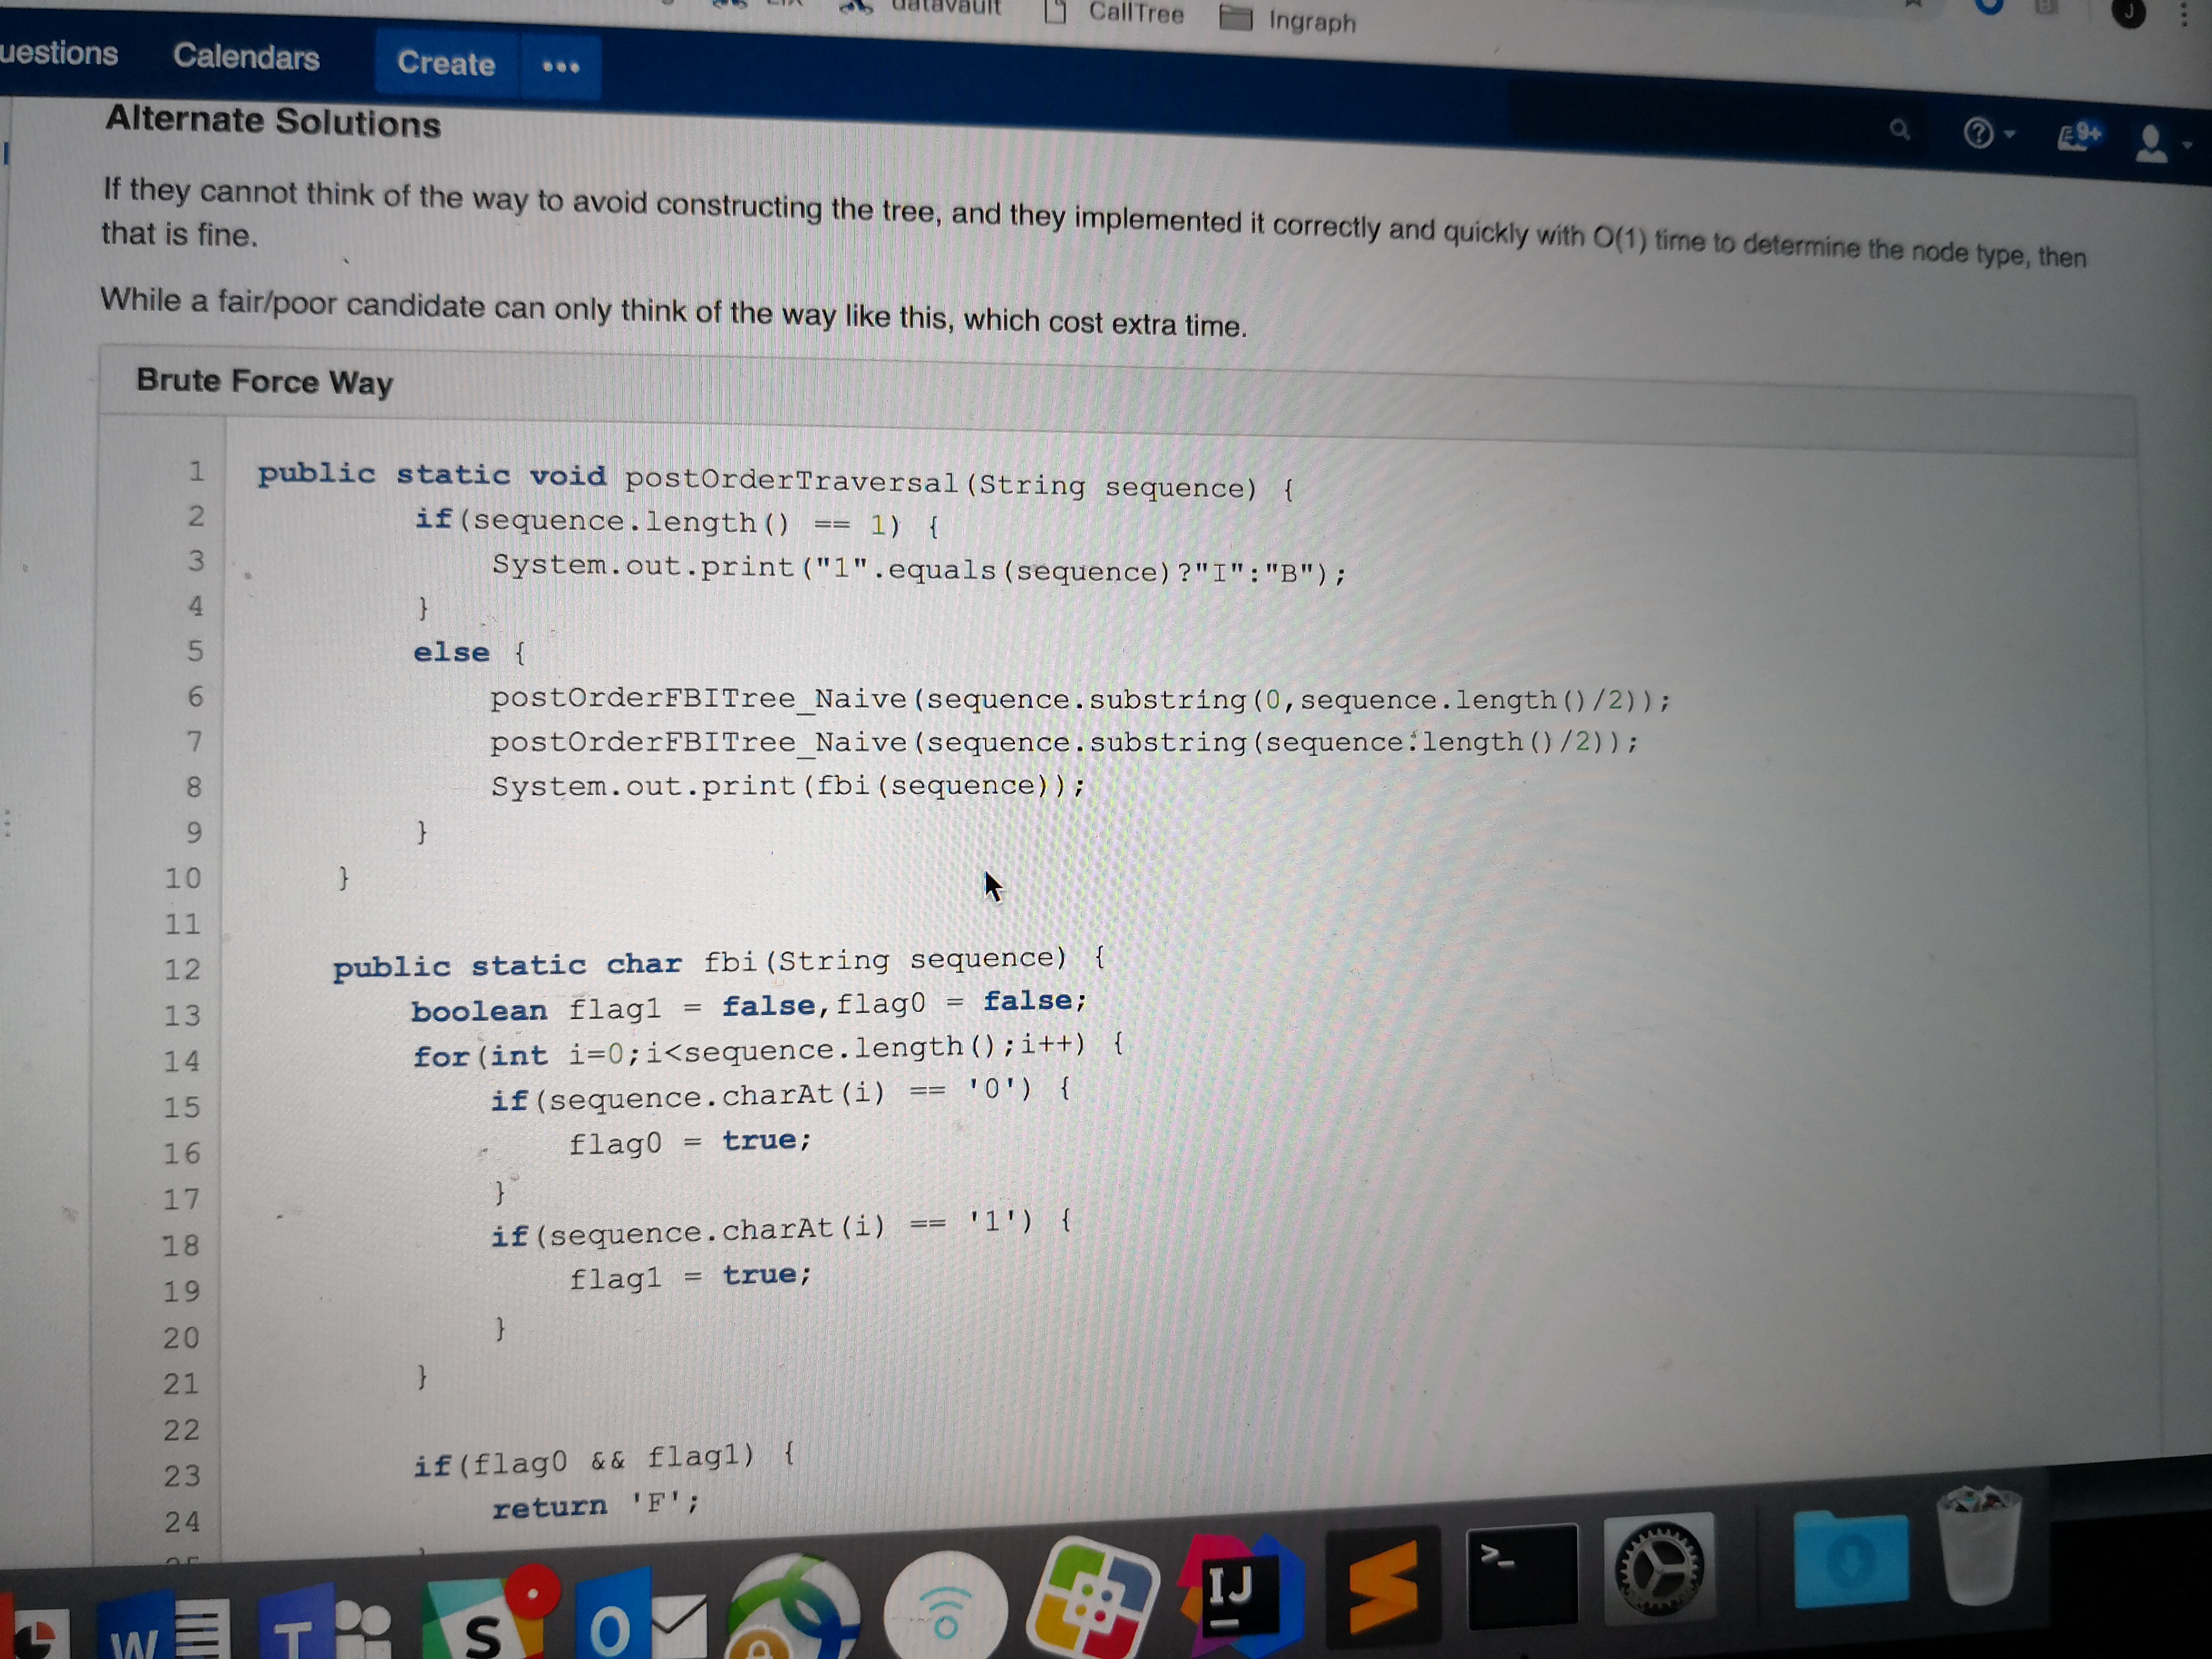 datavault
CallTree
Ingraph
uestions
Calendars
Create
•••
9+
J
Alternate Solutions
If they cannot think of the way to avoid constructing the tree, and they implemented it correctly and quickly with O(1) time to determine the node type, then
that is fine.
While a fair/poor candidate can only think of the way like this, which cost extra time.
Brute Force Way
1 public static void postOrderTraversal(String sequence) {
2 if(sequence.length() == 1) {
3 System.out.print("1".equals(sequence)?"I":"B");
4 }
5 else {
6 postOrderFBITree_Naive(sequence.substring(0,sequence.length()/2));
7 postOrderFBITree_Naive(sequence.substring(sequence.length()/2));
8 System.out.print(fbi(sequence));
9 }
10 }
11
12 public static char fbi(String sequence) {
13 boolean flag1 = false,flag0 = false;
14 for(int i=0;i<sequence.length();i++) {
15 if(sequence.charAt(i) == '0') {
16 flag0 = true;
17 }
18 if(sequence.charAt(i) == '1') {
19 flag1 = true;
20 }
21 }
22
23 if(flag0 && flag1) {
24 return 'F';
W
T
S
O
IJ
>_